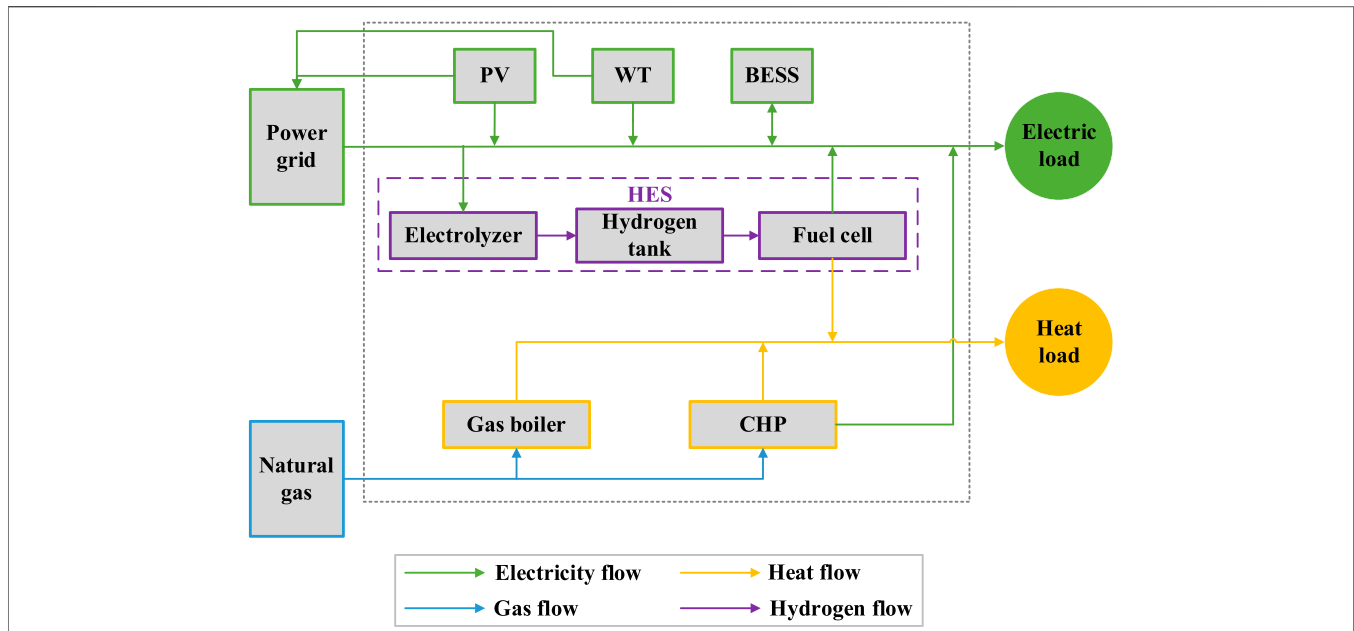 PV
WT
BESS
Power
grid
Electric
load
HES
Electrolyzer
Hydrogen
tank
Fuel cell
Heat
load
Gas boiler
CHP
Natural
gas
Electricity flow
Heat flow
Gas flow
Hydrogen flow